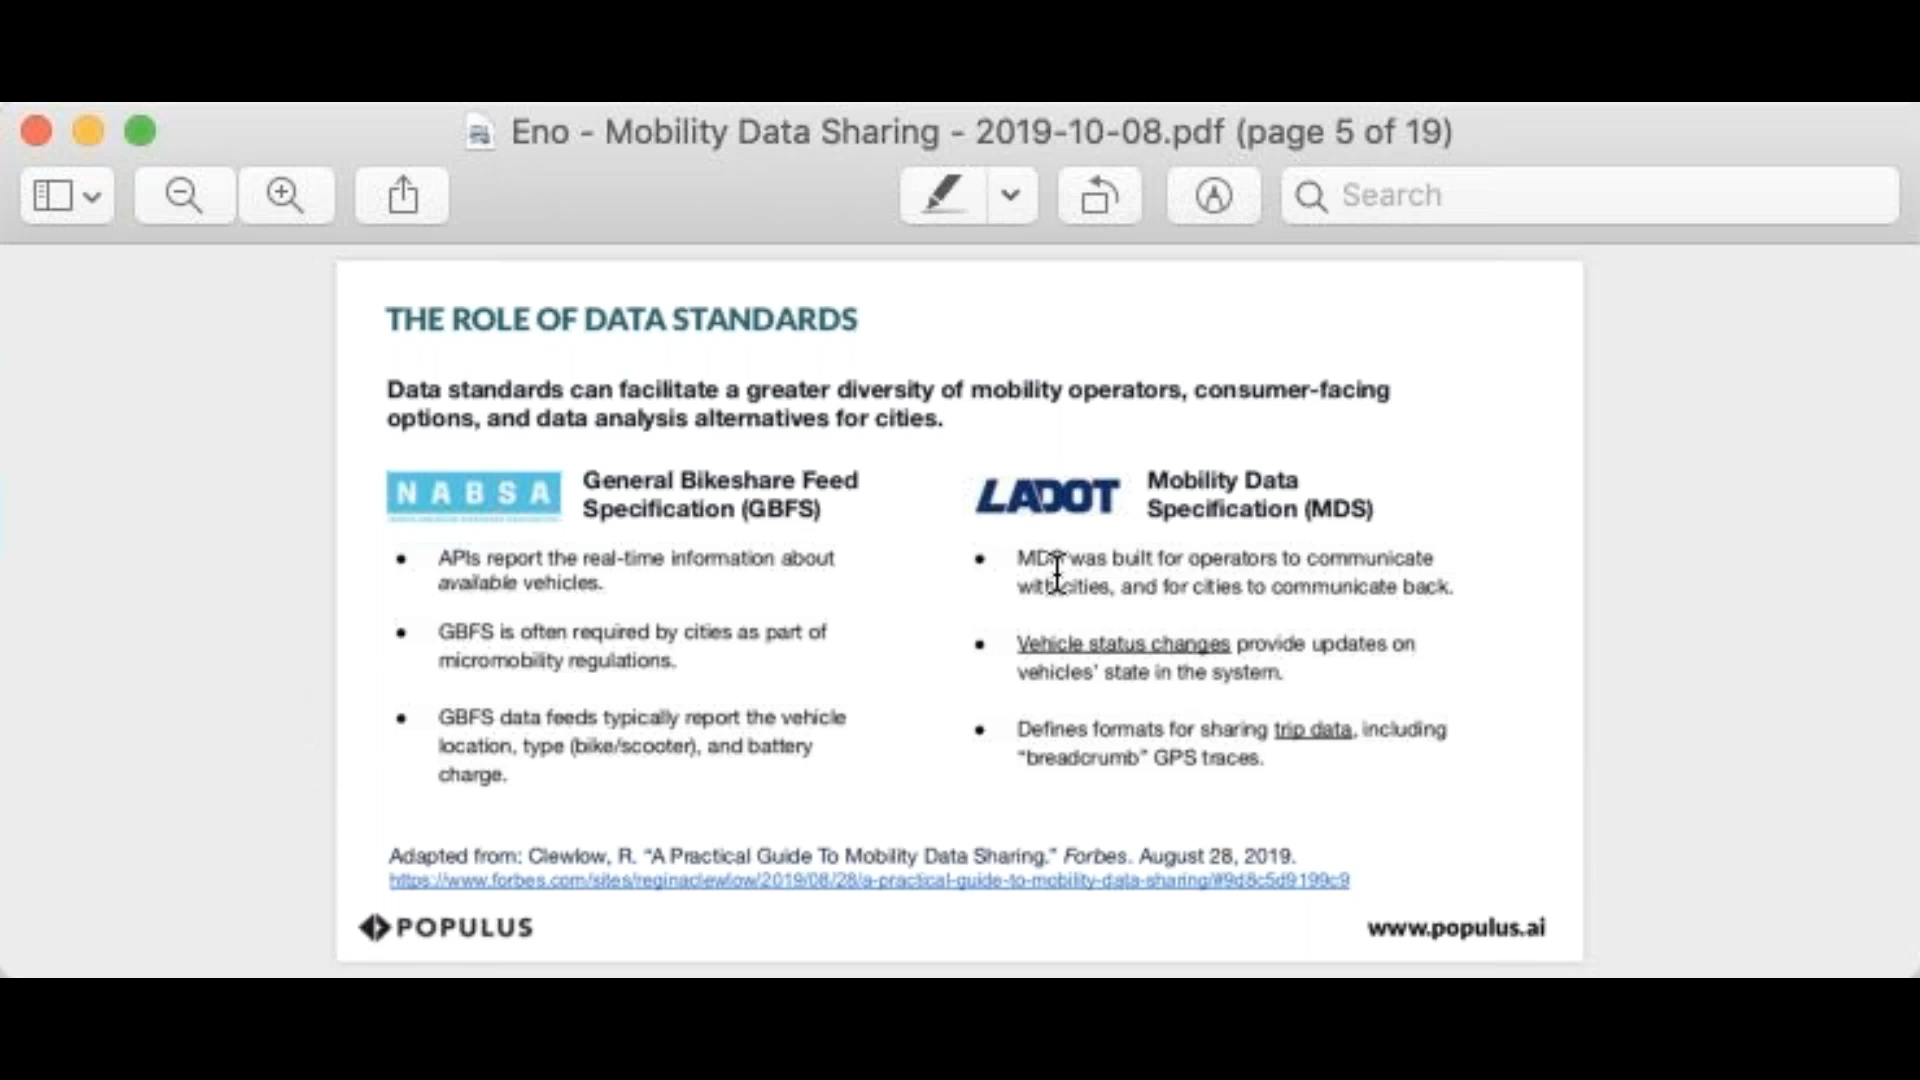 Eno - Mobility Data Sharing - 2019-10-08.pdf (page 5 of 19)
Search
THE ROLE OF DATA STANDARDS
Data standards can facilitate a greater diversity of mobility operators, consumer-facing
options, and data analysis alternatives for cities.
NABSA
General Bikeshare Feed
Specification (GBFS)
APIs report the real-time information about
available vehicles.
GBFS is often required by cities as part of
micromobility regulations.
GBFS data feeds typically report the vehicle
location, type (bike/scooter), and battery
charge.
LADOT
Mobility Data
Specification (MDS)
MDS was built for operators to communicate
with cities, and for cities to communicate back.
Vehicle status changes provide updates on
vehicles' state in the system.
Defines formats for sharing trip data, including
"breadcrumb" GPS traces.
Adapted from: Clewlow, R. "A Practical Guide To Mobility Data Sharing." Forbes. August 28, 2019.
https://www.forbes.com/sites/reginaclewlow/2019/08/28/a-practical-guide-to-mobility-data-sharing/#9d8c5d9199c9
POPULUS
www.populus.ai